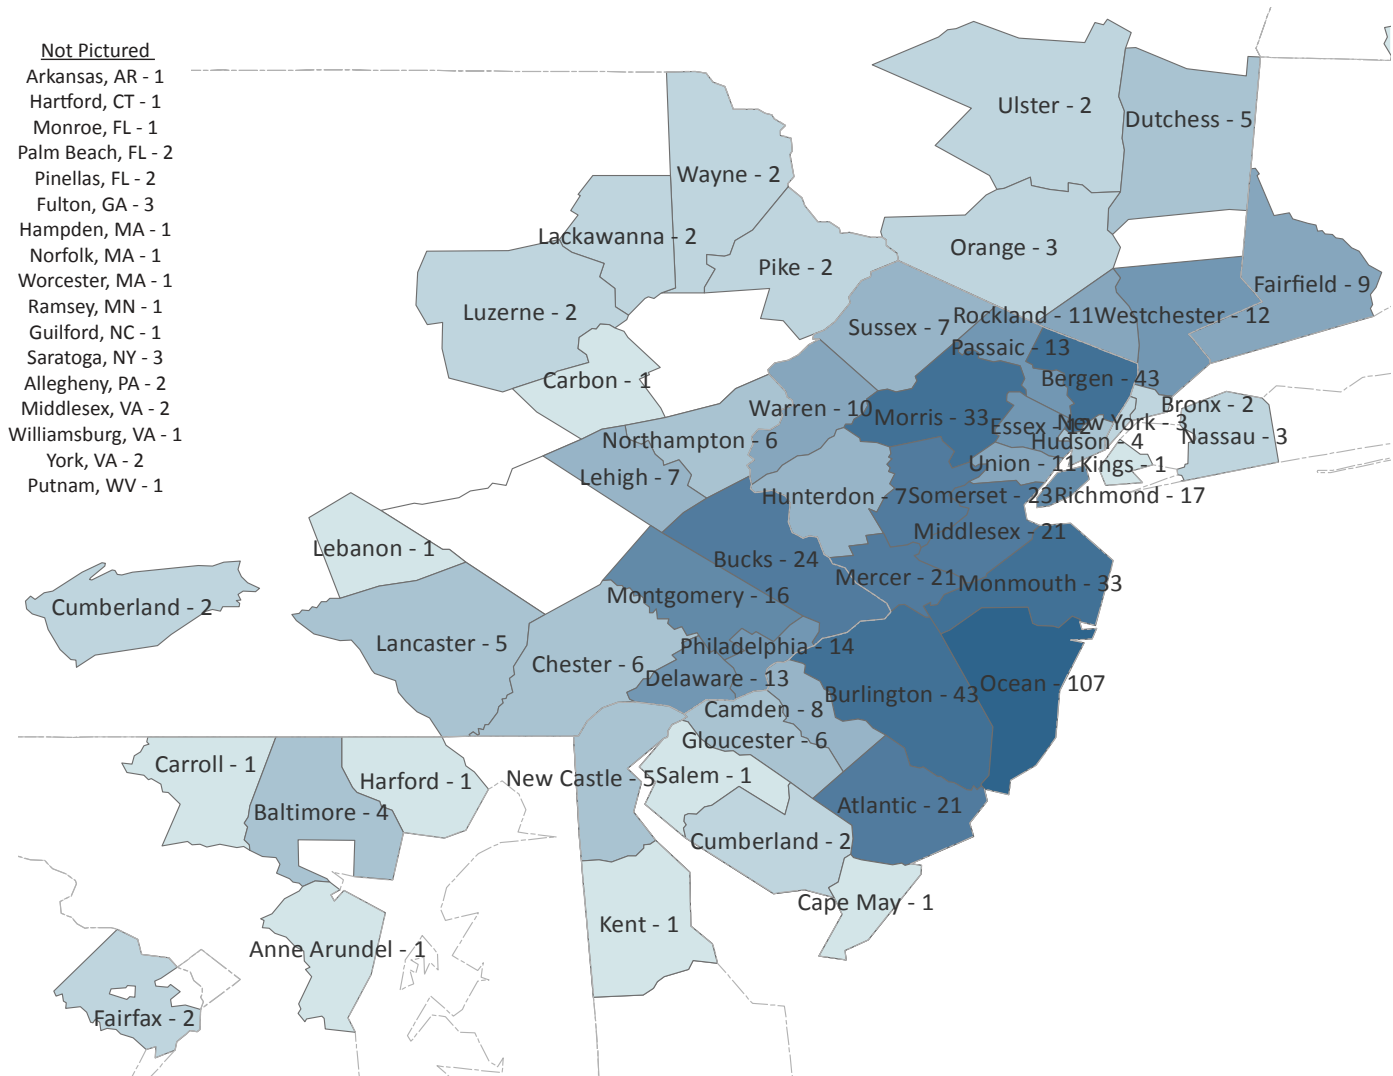 Not Pictured
Arkansas, AR - 1
Hartford, CT - 1
Monroe, FL - 1
Palm Beach, FL - 2
Pinellas, FL - 2
Fulton, GA - 3
Hampden, MA - 1
Norfolk, MA - 1
Worcester, MA - 1
Ramsey, MN - 1
Guilford, NC - 1
Saratoga, NY - 3
Allegheny, PA - 2
Middlesex, VA - 2
Williamsburg, VA - 1
York, VA - 2
Putnam, WV - 1
Ulster - 2
Dutchess - 5
Wayne - 2
Lackawanna - 2
Orange - 3
Pike - 2
Fairfield - 9
Luzerne - 2
Rockland - 11
Westchester - 12
Sussex - 7
Passaic - 13
Carbon - 1
Bergen - 43
Bronx - 2
Warren - 10
Morris - 33
Essex - 12
New York - 3
Northampton - 6
Hudson - 4
Nassau - 3
Union - 11
Kings - 1
Lehigh - 7
Hunterdon - 7
Somerset - 23
Richmond - 17
Middlesex - 21
Lebanon - 1
Bucks - 24
Mercer - 21
Monmouth - 33
Cumberland - 2
Montgomery - 16
Lancaster - 5
Philadelphia - 14
Chester - 6
Delaware - 13
Ocean - 107
Burlington - 43
Camden - 8
Gloucester - 6
Carroll - 1
Harford - 1
New Castle - 5
Salem - 1
Baltimore - 4
Atlantic - 21
Cumberland - 2
Cape May - 1
Kent - 1
Anne Arundel - 1
Fairfax - 2